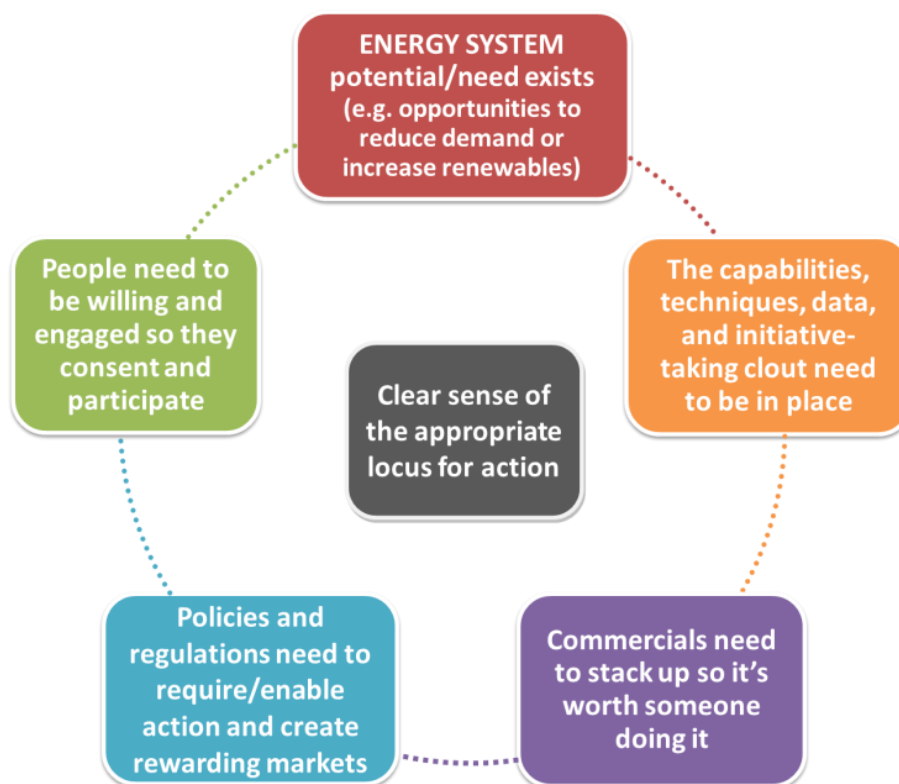 ENERGY SYSTEM
potential/need exists
(e.g. opportunities to
reduce demand or
increase renewables)
The capabilities,
techniques, data,
and initiative-
taking clout need
to be in place
Commercials need
to stack up so it’s
worth someone
doing it
Policies and
regulations need to
require/enable
action and create
rewarding markets
People need to
be willing and
engaged so they
consent and
participate
Clear sense of
the appropriate
locus for action